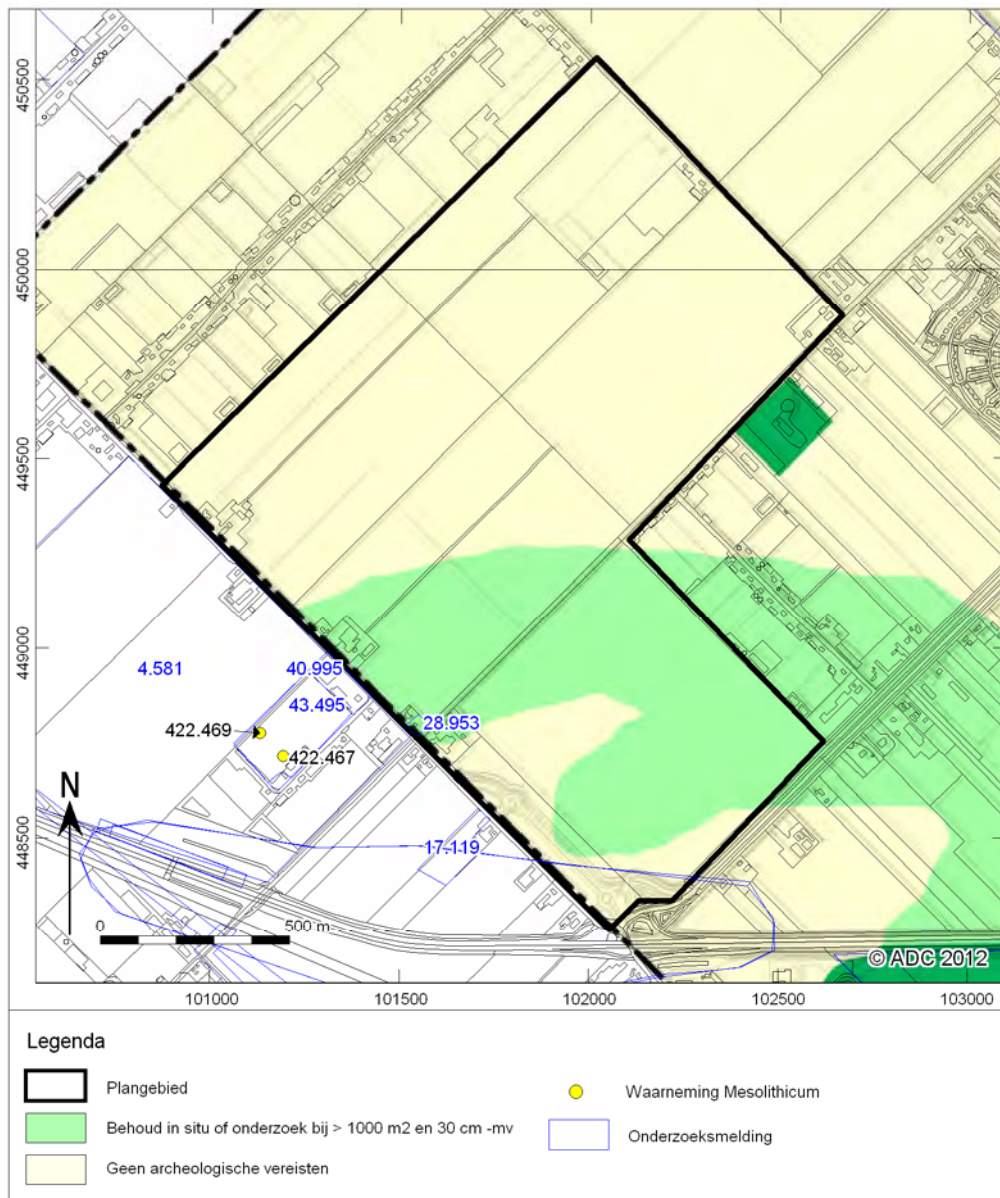 450500
450000
449500
449000
448500
4.581
40.995
43.495
422.469
422.467
28.953
17.119
N
0
500 m
© ADC 2012
101000
101500
102000
102500
103000
Legenda
Plangebied
Behoud in situ of onderzoek bij > 1000 m2 en 30 cm -mv
Geen archeologische vereisten
Waarneming Mesolithicum
Onderzoeksmelding